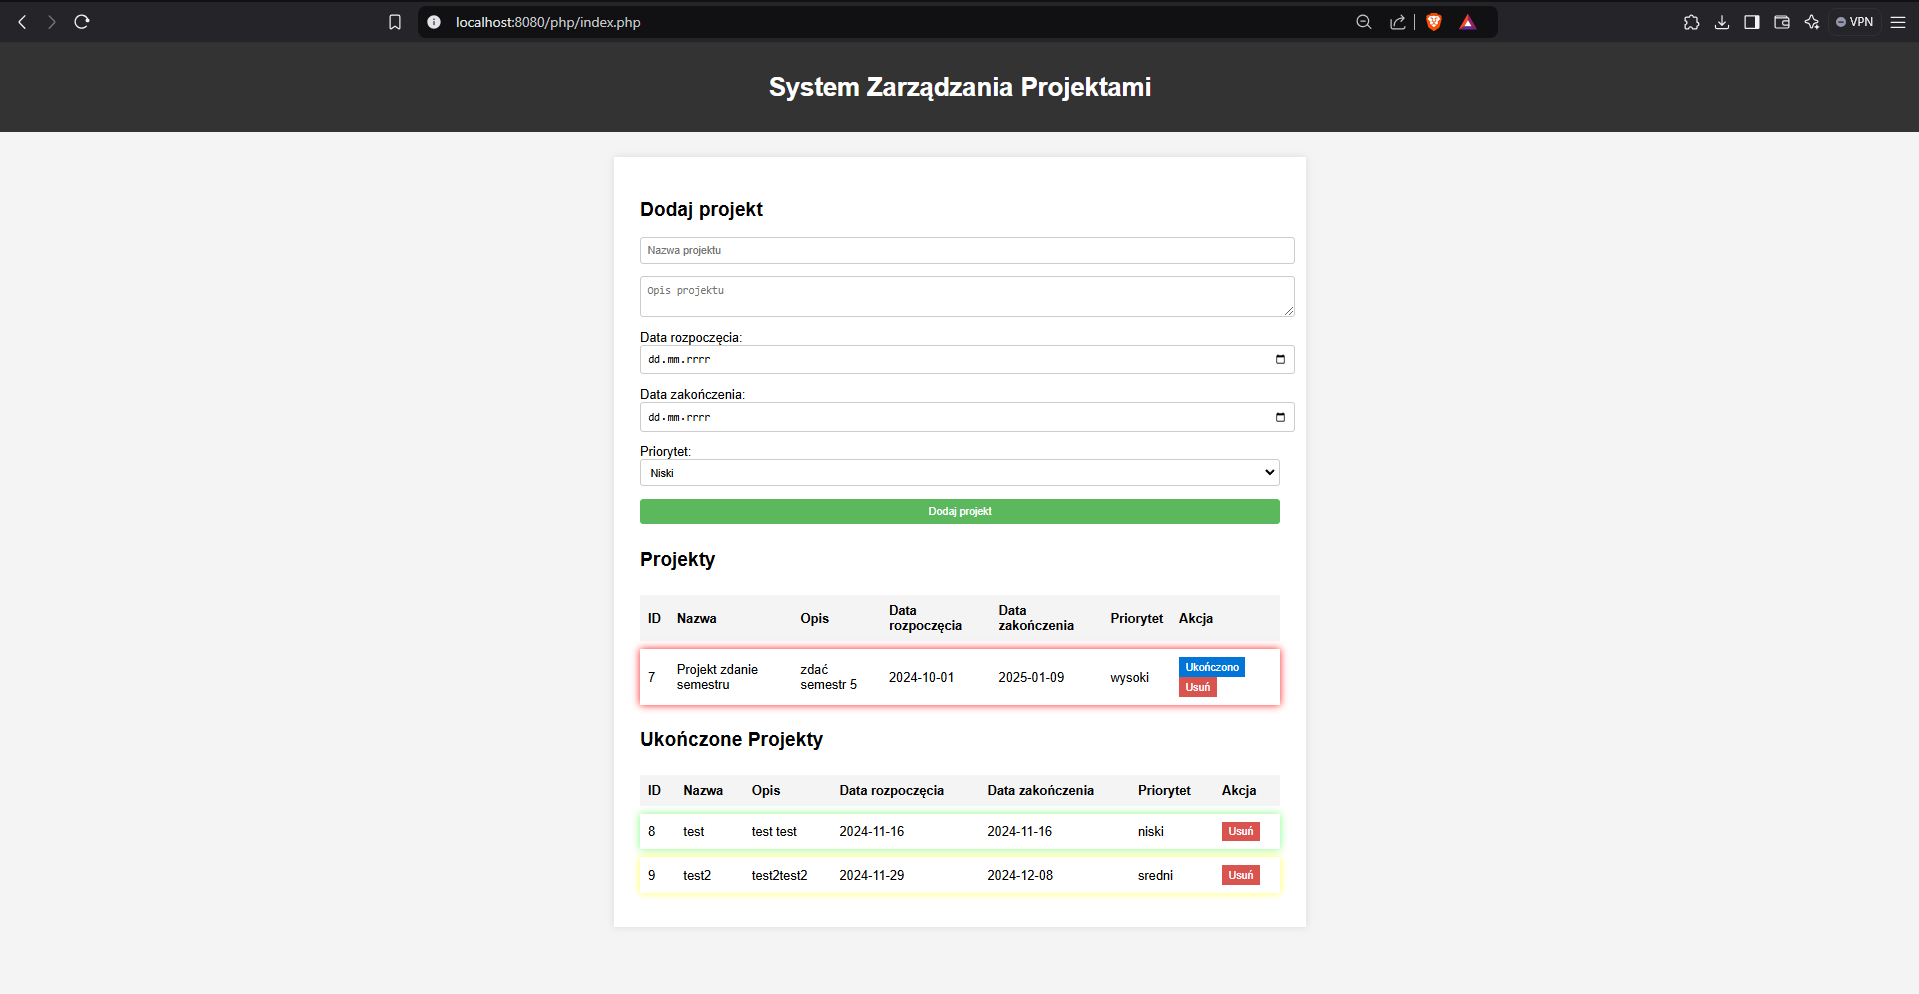 localhost:8080/php/index.php
VPN
System Zarządzania Projektami
Dodaj projekt
Nazwa projektu
Opis projektu
Data rozpoczęcia:
dd.mm.rrrr
Data zakończenia:
dd.mm.rrrr
Priorytet:
Niski
Dodaj projekt
Projekty
ID Nazwa Opis Data rozpoczęcia Data zakończenia Priorytet Akcja
7 Projekt zdanie semestru zdać semestr 5 2024-10-01 2025-01-09 wysoki Ukończono Usuń
Ukończone Projekty
ID Nazwa Opis Data rozpoczęcia Data zakończenia Priorytet Akcja
8 test test test 2024-11-16 2024-11-16 niski Usuń
9 test2 test2test2 2024-11-29 2024-12-08 sredni Usuń